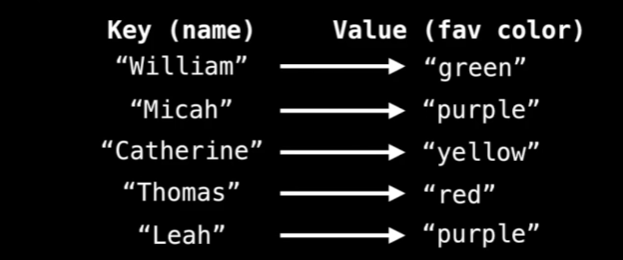 Key (name) Value (fav color)
“William” “green”
“Micah” “purple”
“Catherine” “yellow”
“Thomas” “red”
“Leah” “purple”